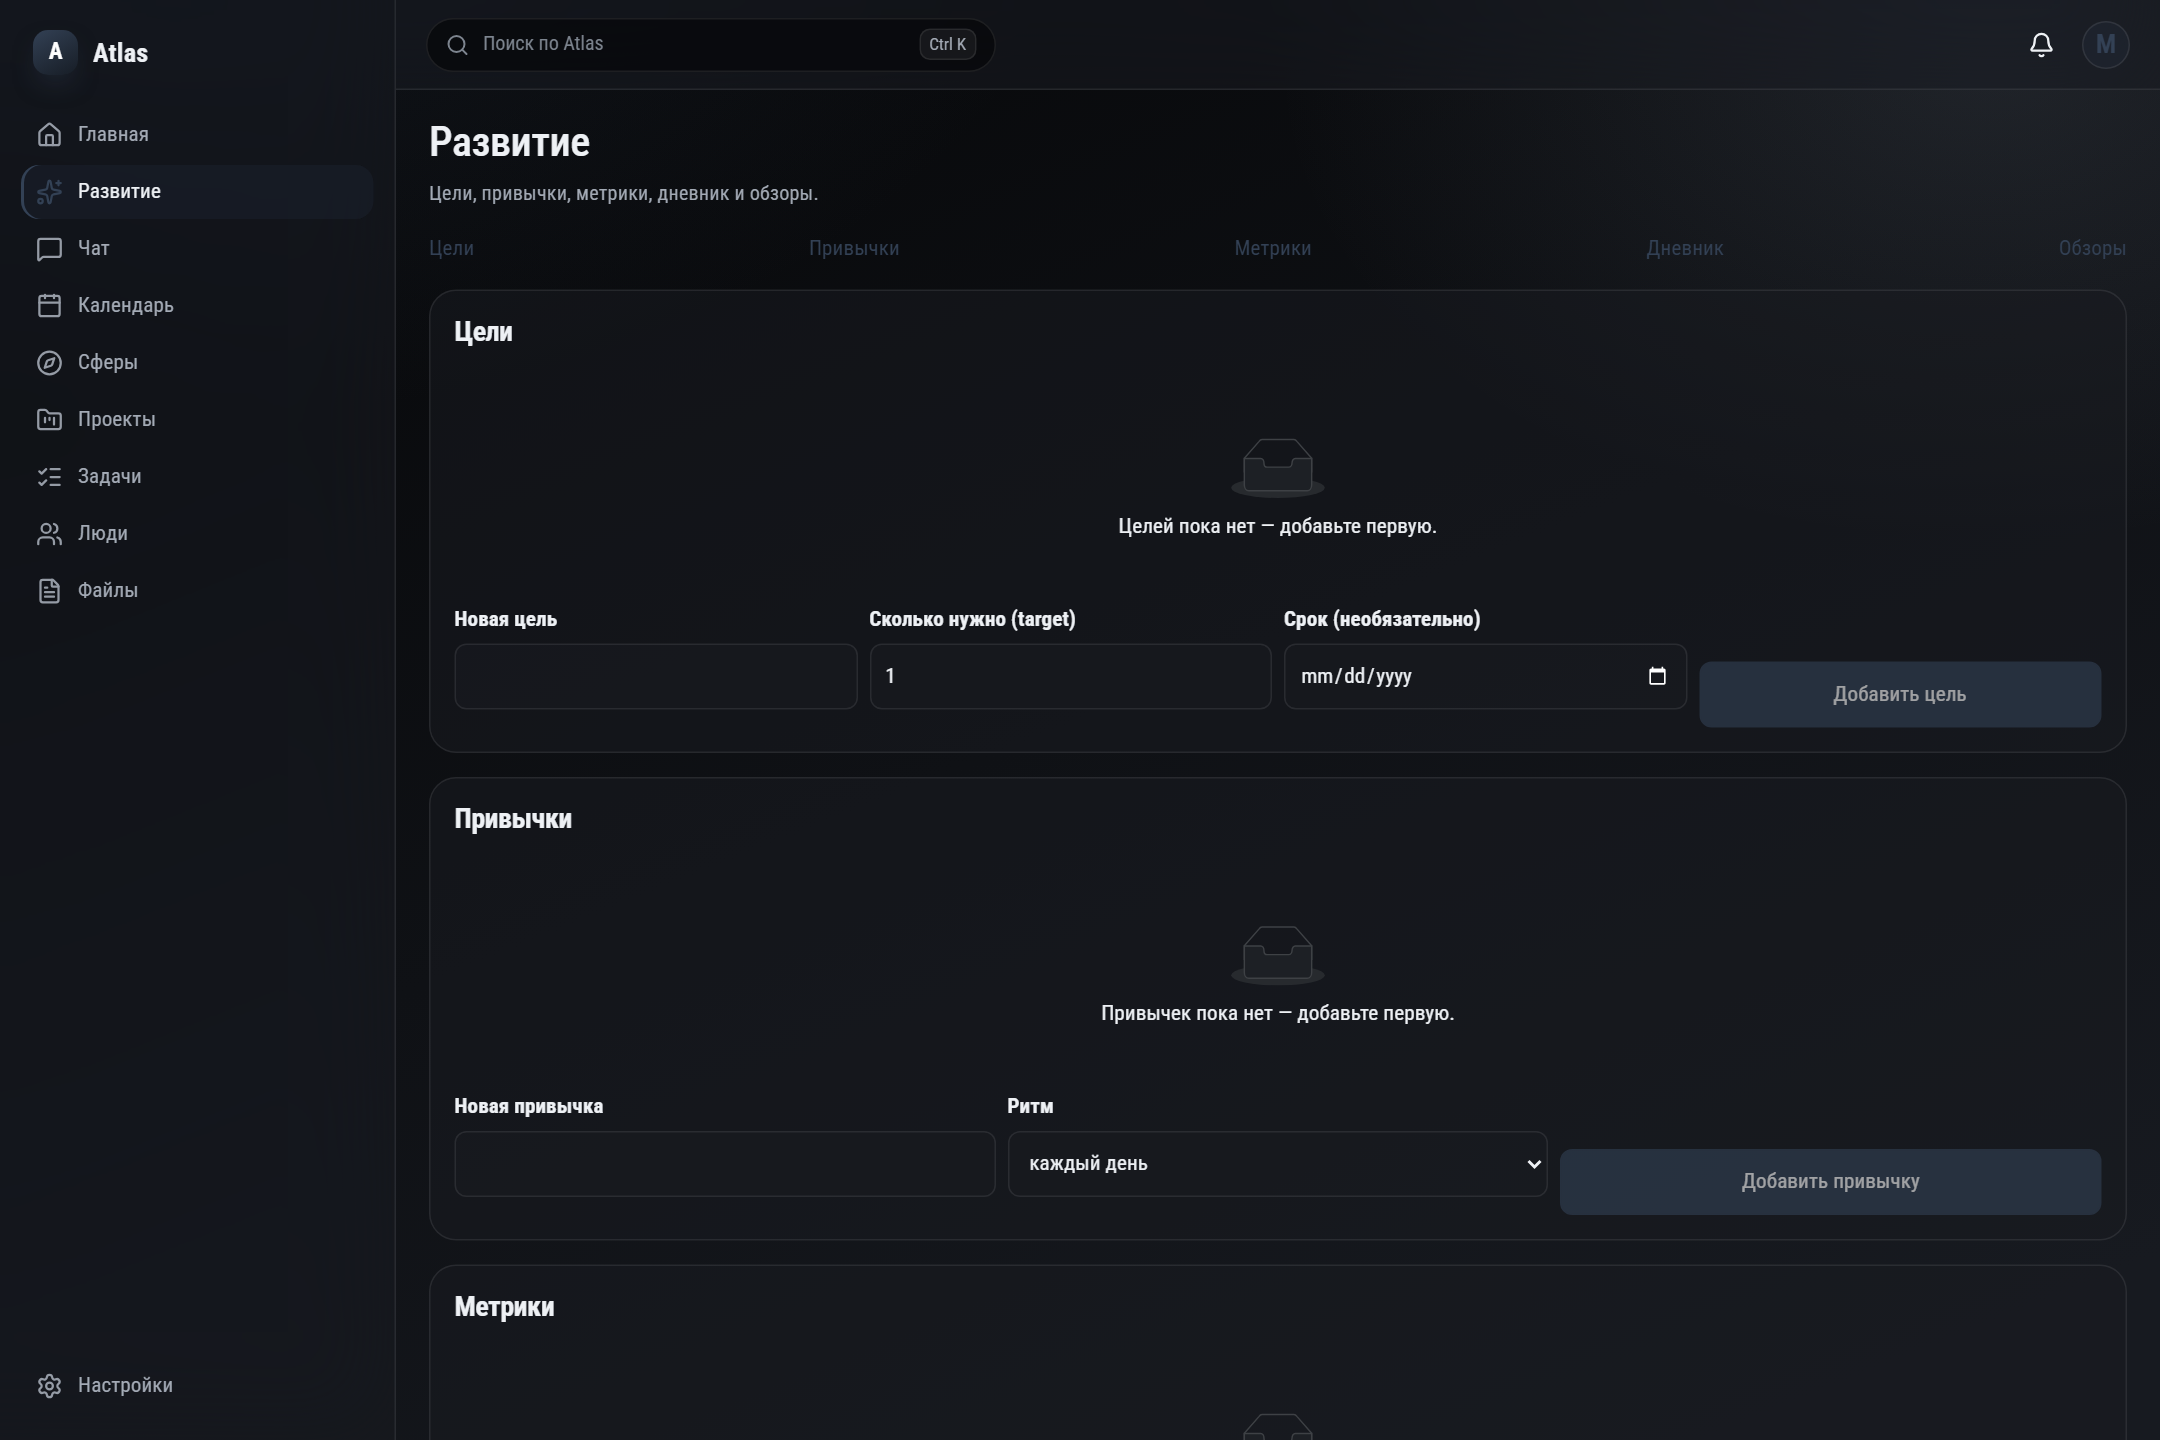 A Atlas
Поиск по Atlas
Ctrl K
M
Главная
Развитие
Чат
Календарь
Сферы
Проекты
Задачи
Люди
Файлы
Настройки
Развитие
Цели, привычки, метрики, дневник и обзоры.
Цели Привычки Метрики Дневник Обзоры
Цели
Целей пока нет — добавьте первую.
Новая цель Сколько нужно (target) Срок (необязательно)
1 mm/dd/yyyy Добавить цель
Привычки
Привычек пока нет — добавьте первую.
Новая привычка Ритм
каждый день Добавить привычку
Метрики